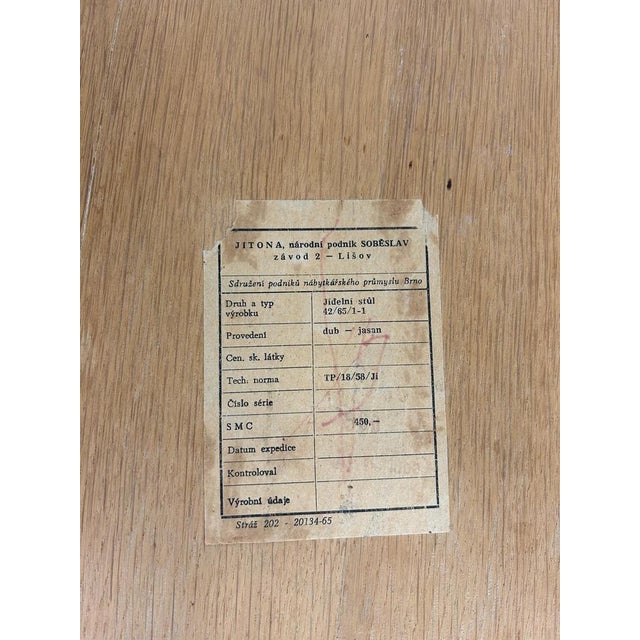 JITONA, národní podnik SOBĚSLAV
závod 2 — Lišov
Sdružení podniků nábytkářského průmyslu Brno
Druh a typ výrobku
Jídelní stůl
42/65/1-1
Provedení
dub — jasan
Cen. sk. látky
Tech. norma
TP/18/58/Ji
Číslo série
SMC
450,—
Datum expedice
Kontroloval
Výrobní údaje
Stráž 202 - 20134-65